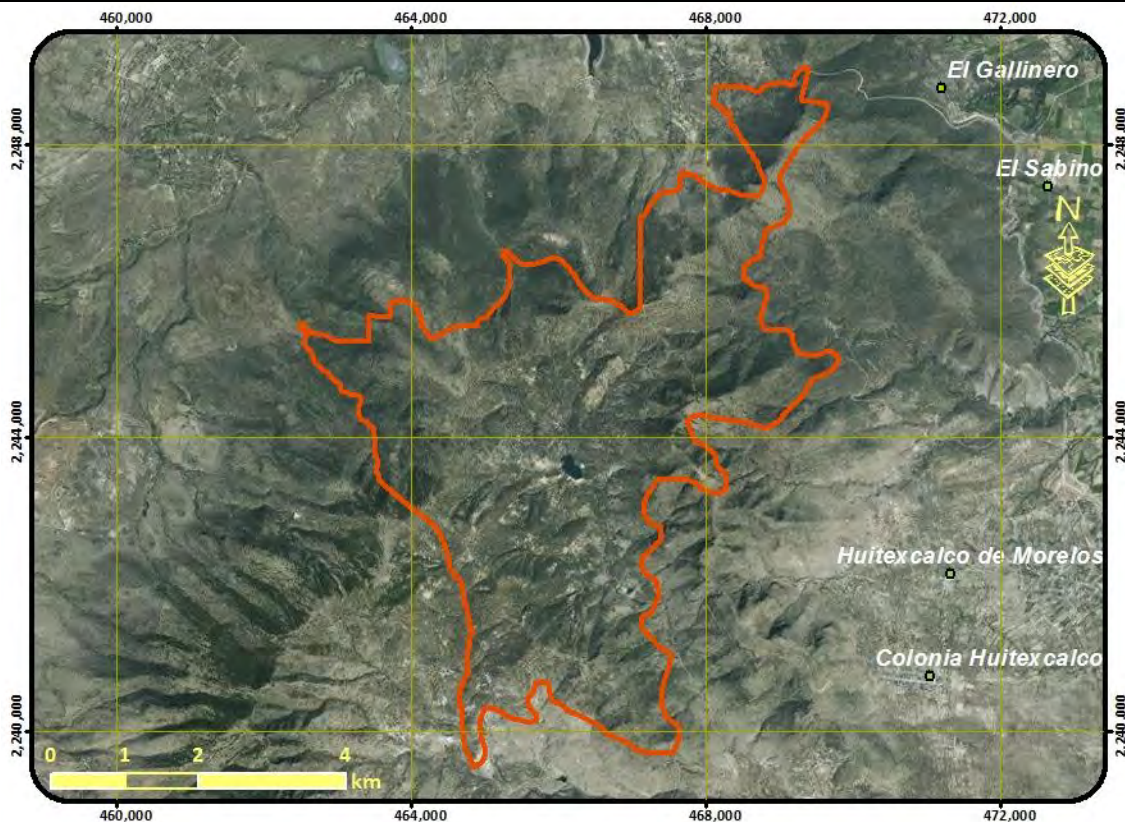 460,000 464,000 468,000 472,000
El Gallinero
2,248,000 2,248,000
El Sabino
N
2,244,000 2,244,000
Huitexcalco de Morelos
Colonia Huitexcalco
2,240,000 2,240,000
0 1 2 4
km
460,000 464,000 468,000 472,000